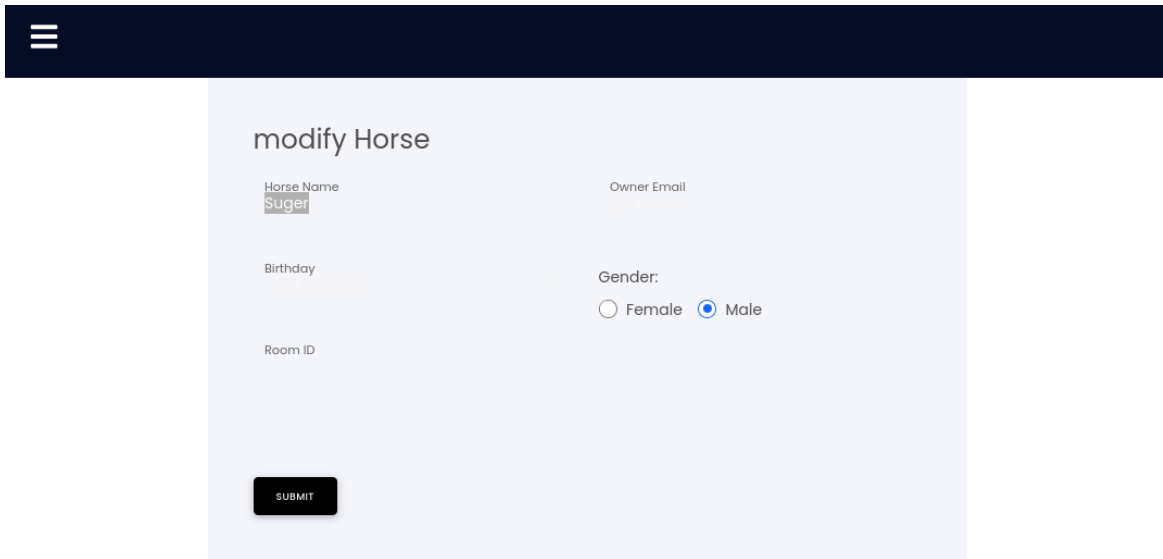 modify Horse
Horse Name
Owner Email
Suger
Birthday
Gender:
Female
Male
Room ID
SUBMIT